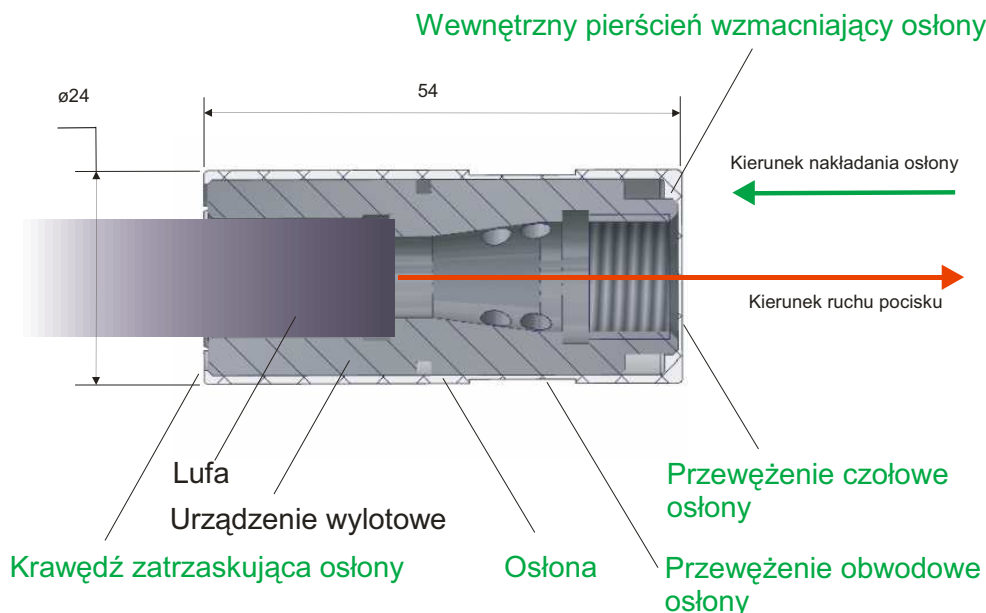 Wewnętrzny pierścień wzmacniający osłony
54
ø24
Kierunek nakładania osłony
Kierunek ruchu pocisku
Lufa
Urządzenie wylotowe
Krawędź zatrzaskująca osłony
Osłona
Przewężenie czołowe
osłony
Przewężenie obwodowe
osłony